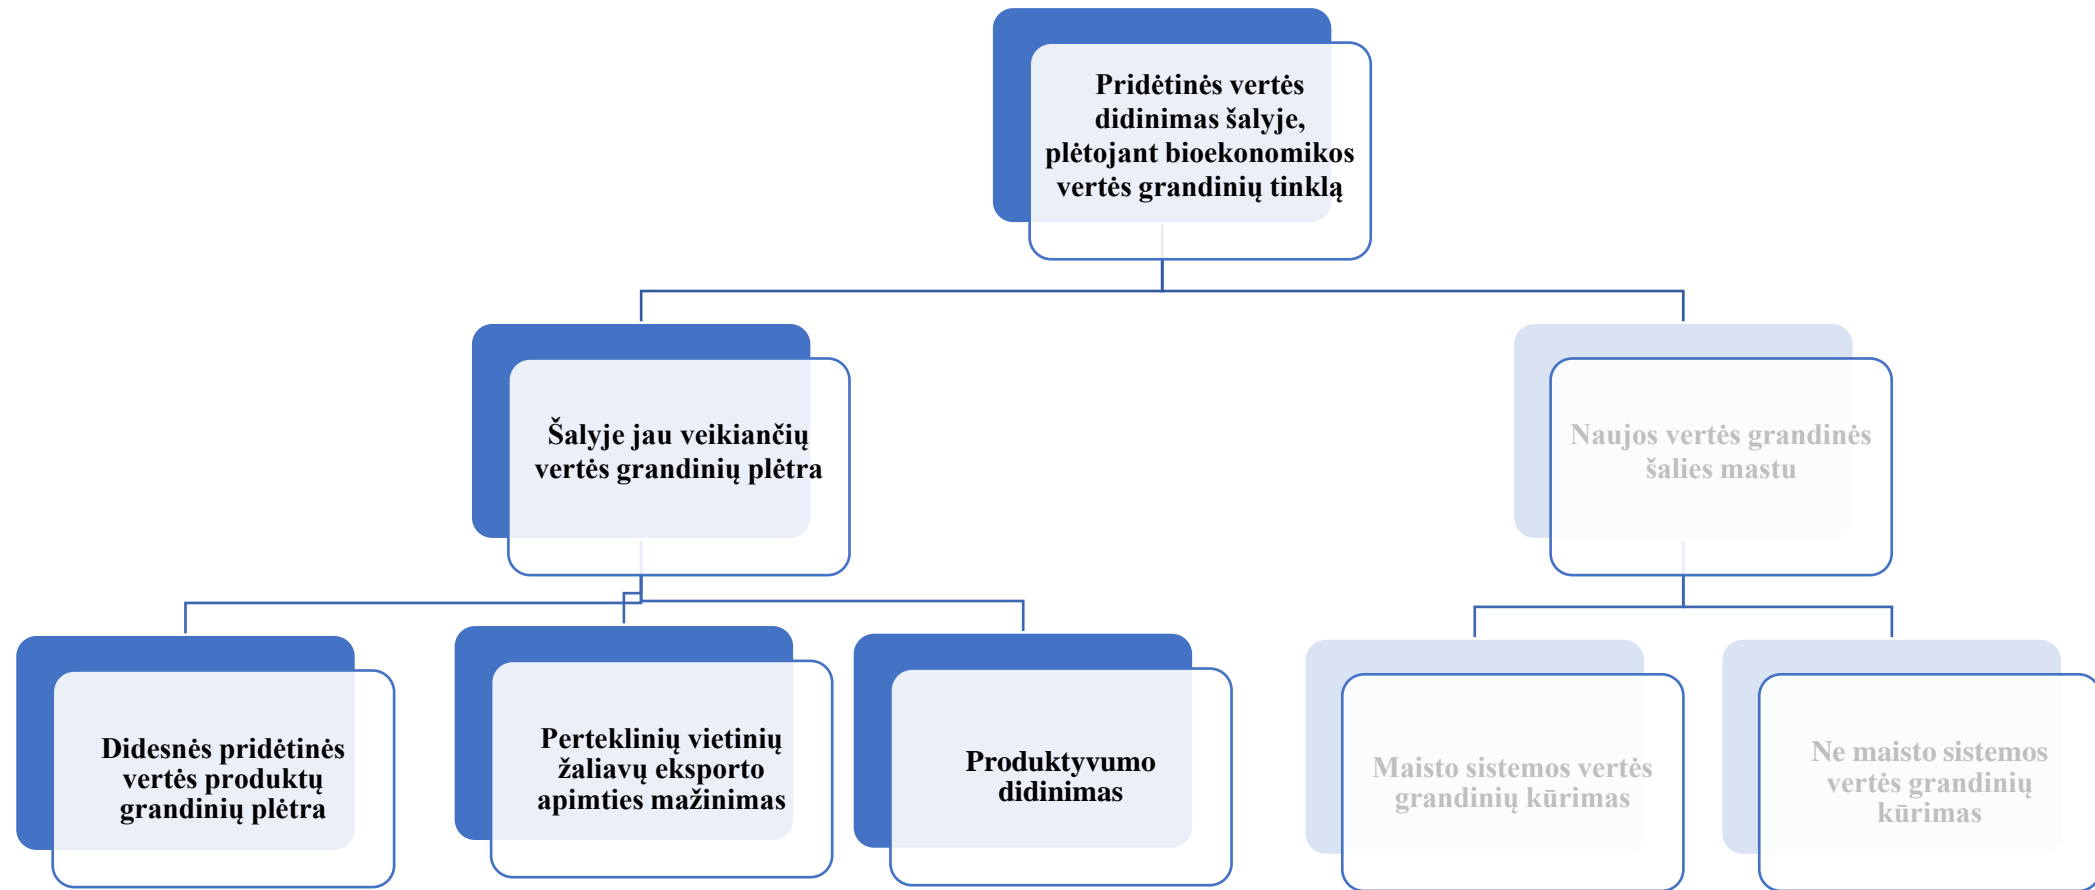 Pridėtinės vertės
didinimas šalyje,
plėtojant bioekonomikos
vertės grandinių tinklą
Šalyje jau veikiančių
vertės grandinių plėtra
Naujos vertės grandinės
šalies mastu
Didesnės pridėtinės
vertės produktų
grandinių plėtra
Perteklinių vietinių
žaliavų eksporto
apimties mažinimas
Produktyvumo
didinimas
Maisto sistemos vertės
grandinių kūrimas
Ne maisto sistemos
vertės grandinių
kūrimas